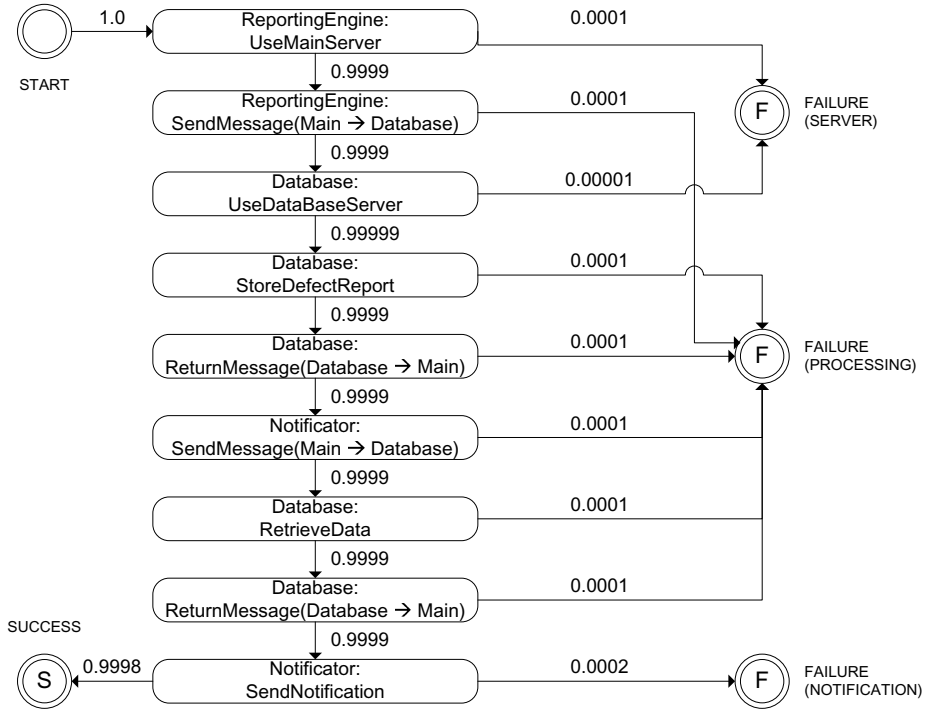 1.0
ReportingEngine:
UseMainServer
0.0001
START
0.9999
ReportingEngine:
SendMessage(Main → Database)
0.0001
F
FAILURE
(SERVER)
0.9999
Database:
UseDataBaseServer
0.00001
0.99999
Database:
StoreDefectReport
0.0001
0.9999
Database:
ReturnMessage(Database → Main)
0.0001
F
FAILURE
(PROCESSING)
0.9999
Notificator:
SendMessage(Main → Database)
0.0001
0.9999
Database:
RetrieveData
0.0001
0.9999
Database:
ReturnMessage(Database → Main)
0.0001
SUCCESS
0.9999
S
0.9998
Notificator:
SendNotification
0.0002
F
FAILURE
(NOTIFICATION)